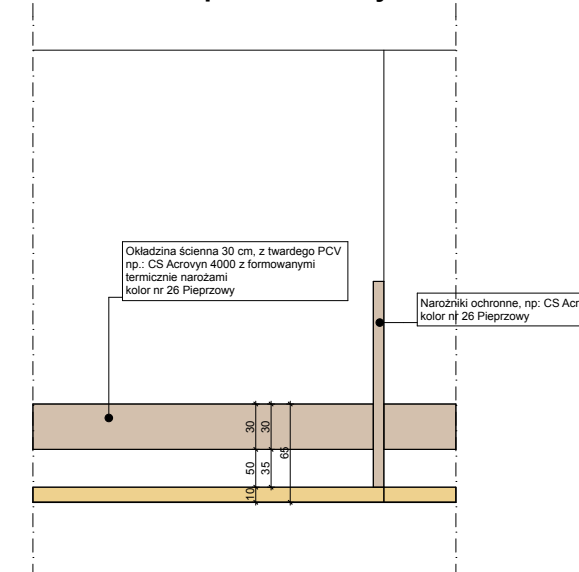 Okładzina ścienna 30 cm, z twardego PCV
np.: CS Acrovyn 4000 z formowanymi
termicznie narożami
kolor nr 26 Pieprzowy
Narożniki ochronne, np: CS Acr
kolor nr 26 Pieprzowy
30
30
65
50
35
10